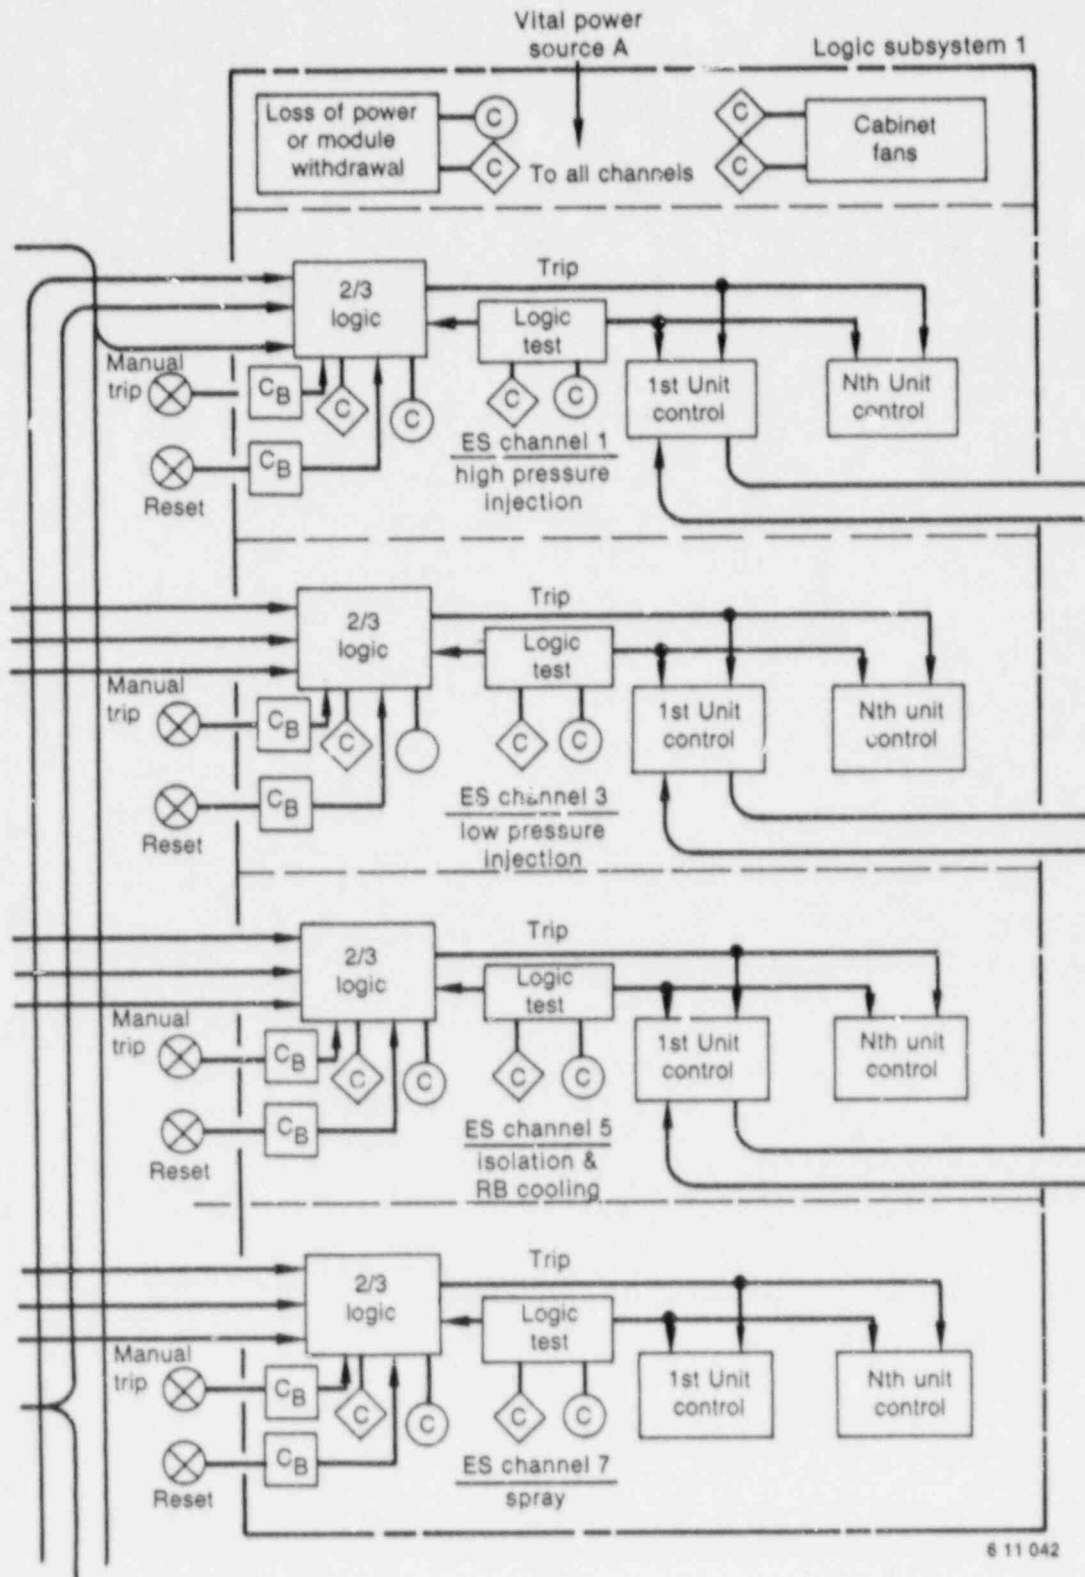 Vital power
source A
Logic subsystem 1
Loss of power
or module
withdrawal
C
C
To all channels
C
C
Cabinet
fans
2/3
logic
Trip
Logic
test
Manual
trip
CB
C
C
C
C
1st Unit
control
Nth Unit
control
CB
Reset
ES channel 1
high pressure
injection
2/3
logic
Trip
Logic
test
Manual
trip
CB
C
C
C
1st Unit
control
Nth unit
control
CB
Reset
ES channel 3
low pressure
injection
2/3
logic
Trip
Logic
test
Manual
trip
CB
C
C
C
C
1st Unit
control
Nth unit
control
CB
Reset
ES channel 5
isolation &
RB cooling
2/3
logic
Trip
Logic
test
Manual
trip
CB
C
C
C
C
1st Unit
control
Nth unit
control
CB
Reset
ES channel 7
spray
6 11 042